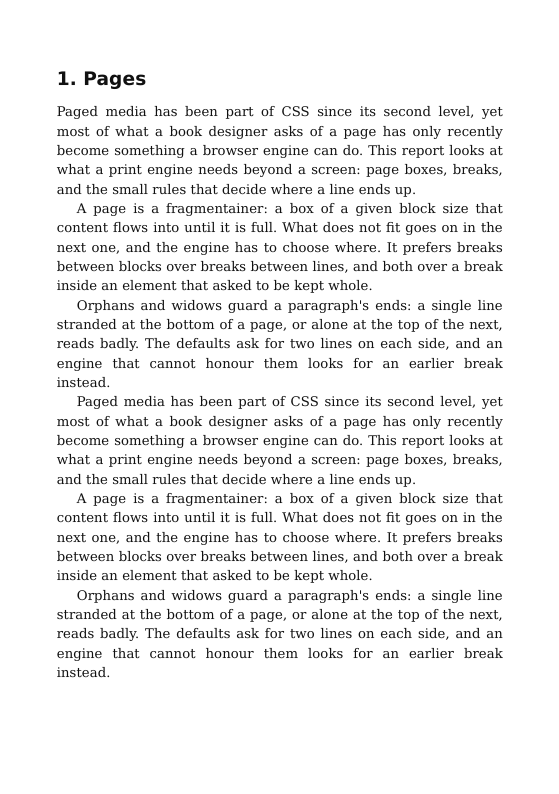 1. Pages
Paged media has been part of CSS since its second level, yet
most of what a book designer asks of a page has only recently
become something a browser engine can do. This report looks at
what a print engine needs beyond a screen: page boxes, breaks,
and the small rules that decide where a line ends up.
A page is a fragmentainer: a box of a given block size that
content flows into until it is full. What does not fit goes on in the
next one, and the engine has to choose where. It prefers breaks
between blocks over breaks between lines, and both over a break
inside an element that asked to be kept whole.
Orphans and widows guard a paragraph's ends: a single line
stranded at the bottom of a page, or alone at the top of the next,
reads badly. The defaults ask for two lines on each side, and an
engine that cannot honour them looks for an earlier break
instead.
Paged media has been part of CSS since its second level, yet
most of what a book designer asks of a page has only recently
become something a browser engine can do. This report looks at
what a print engine needs beyond a screen: page boxes, breaks,
and the small rules that decide where a line ends up.
A page is a fragmentainer: a box of a given block size that
content flows into until it is full. What does not fit goes on in the
next one, and the engine has to choose where. It prefers breaks
between blocks over breaks between lines, and both over a break
inside an element that asked to be kept whole.
Orphans and widows guard a paragraph's ends: a single line
stranded at the bottom of a page, or alone at the top of the next,
reads badly. The defaults ask for two lines on each side, and an
engine that cannot honour them looks for an earlier break
instead.